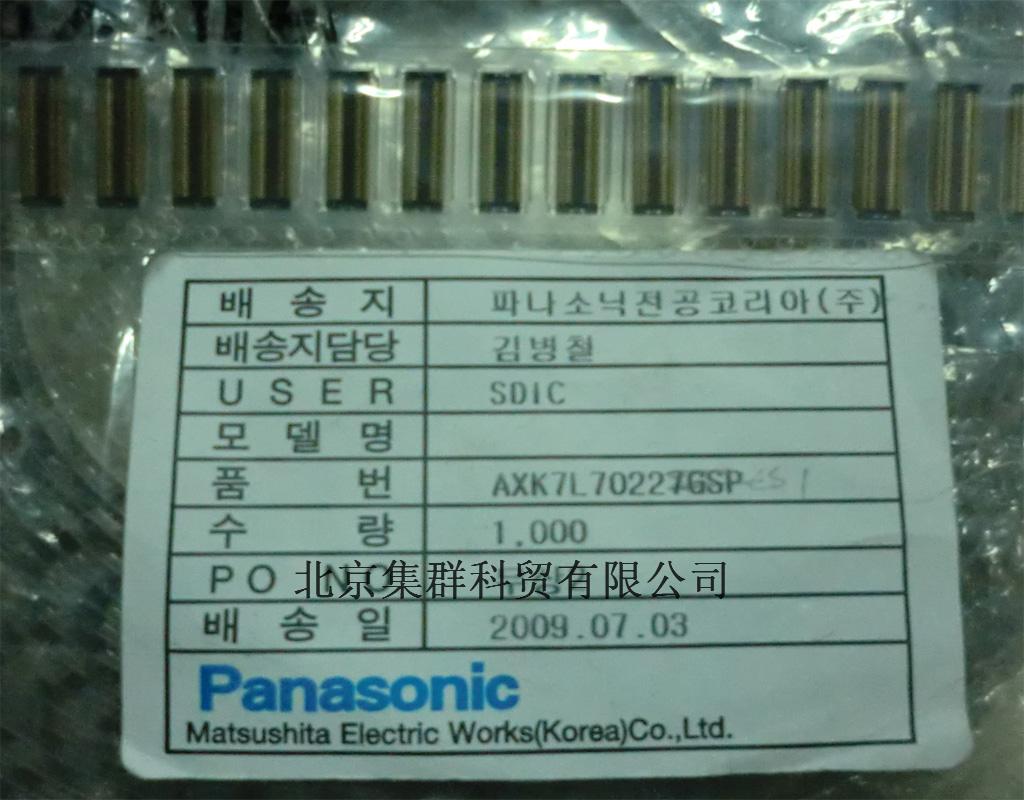 배 송 지 파나소닉전공코리아(주)
배송지담당 김병철
U S E R SDIC
모 델 명
품 번 AXK7L70227GSP
수 량 1.000
P O N O
北京集群科贸有限公司
배 송 일 2009.07.03
Panasonic
Matsushita Electric Works(Korea)Co.,Ltd.